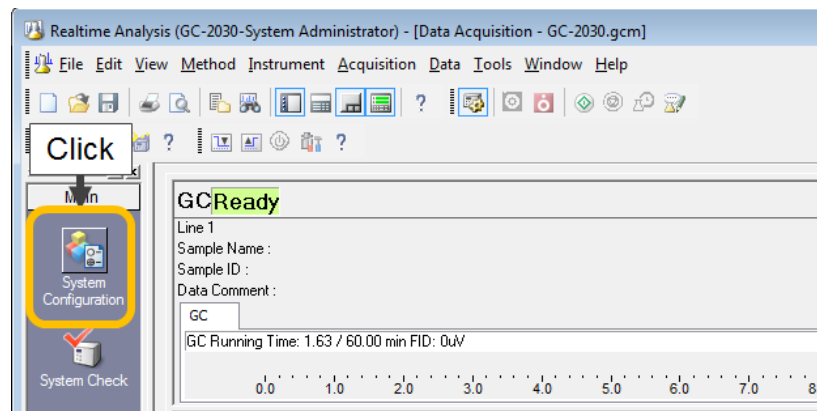 Realtime Analysis (GC-2030-System Administrator) - [Data Acquisition - GC-2030.gcm]
File Edit View Method Instrument Acquisition Data Tools Window Help
?
Click ? ?
Main
GC Ready
Line 1
Sample Name :
Sample ID :
Data Comment :
System
Configuration
GC
GC Running Time: 1.63 / 60.00 min FID: 0uV
System Check
0.0 1.0 2.0 3.0 4.0 5.0 6.0 7.0